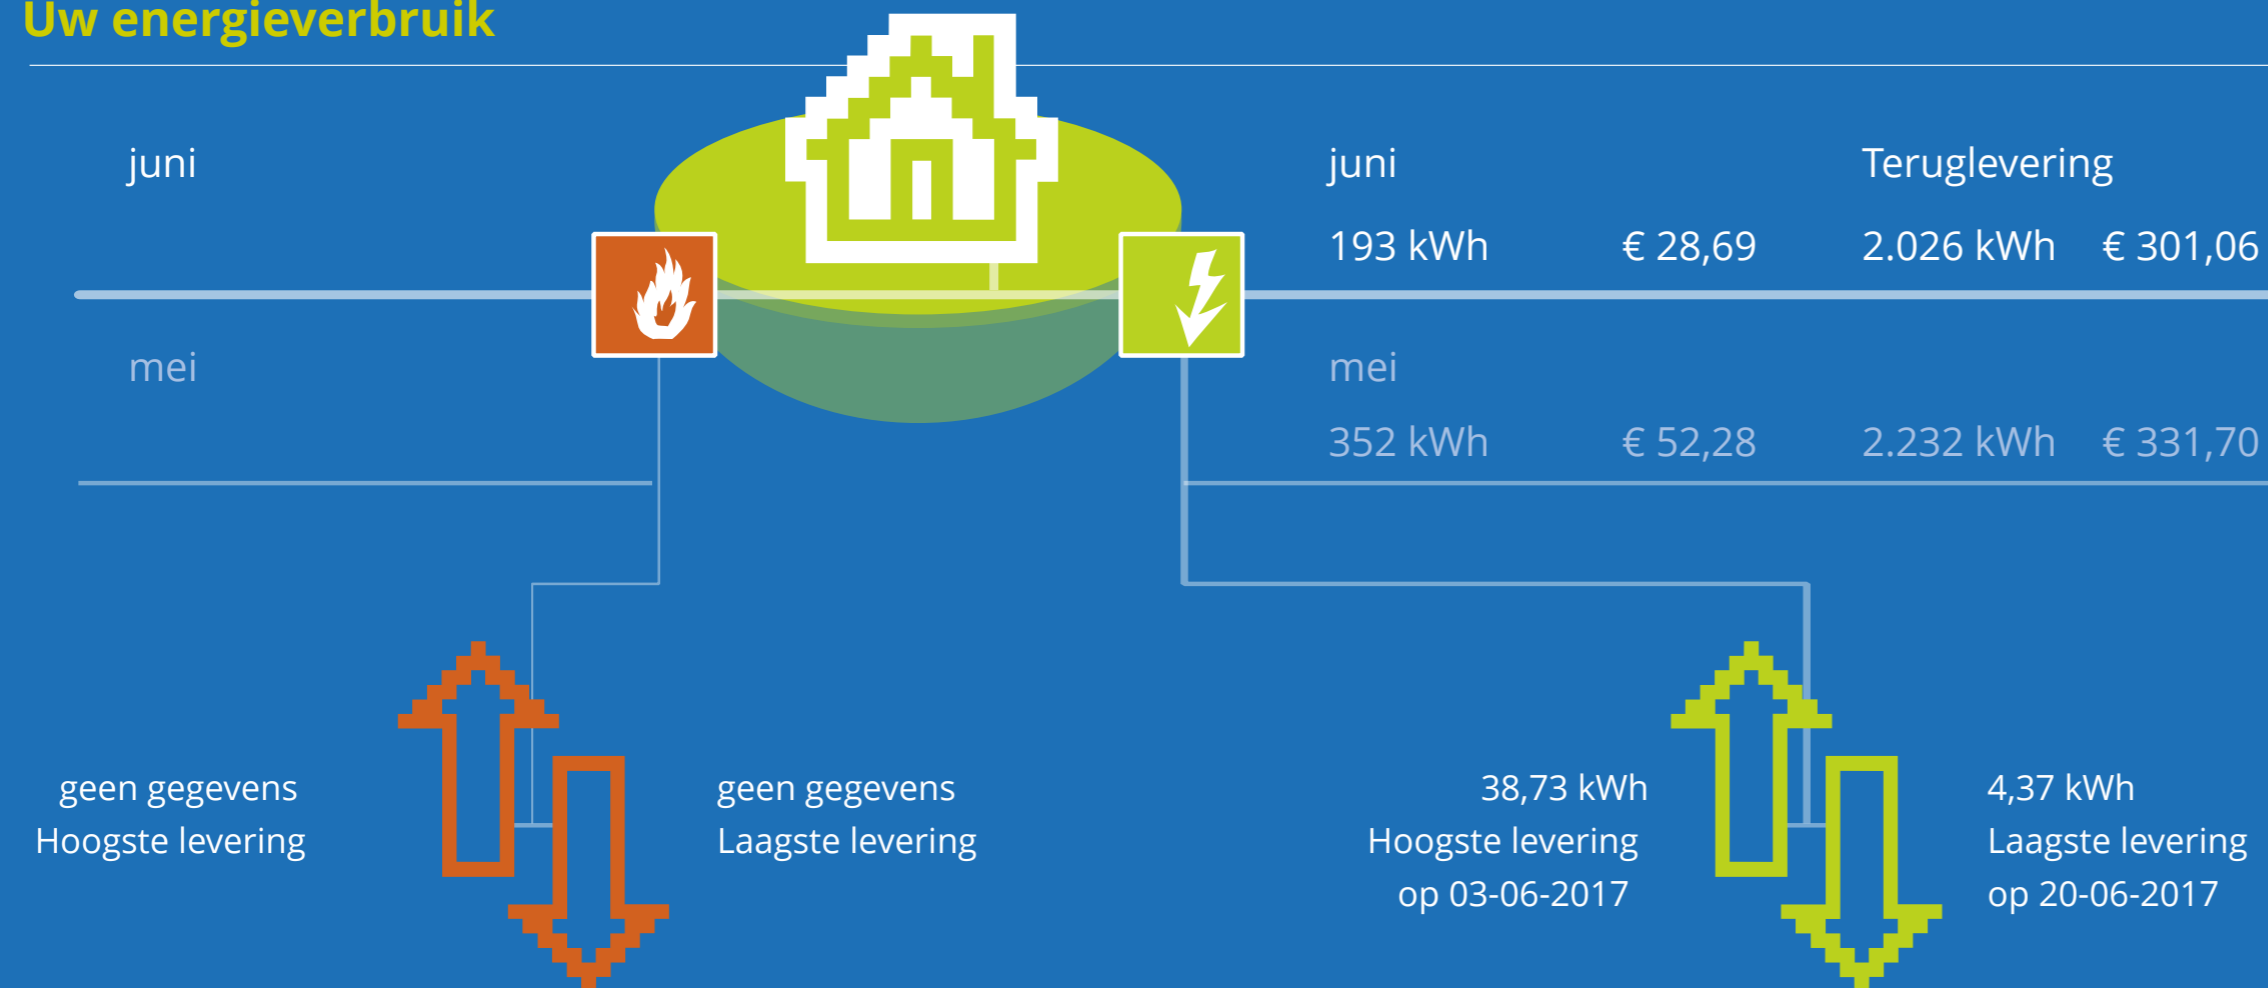 Uw energieverbruik
juni
mei
juni Teruglevering
193 kWh € 28,69 2.026 kWh € 301,06
mei
352 kWh € 52,28 2.232 kWh € 331,70
geen gegevens
Hoogste levering
geen gegevens
Laagste levering
38,73 kWh
Hoogste levering
op 03-06-2017
4,37 kWh
Laagste levering
op 20-06-2017